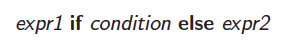 expr1 if condition else expr2